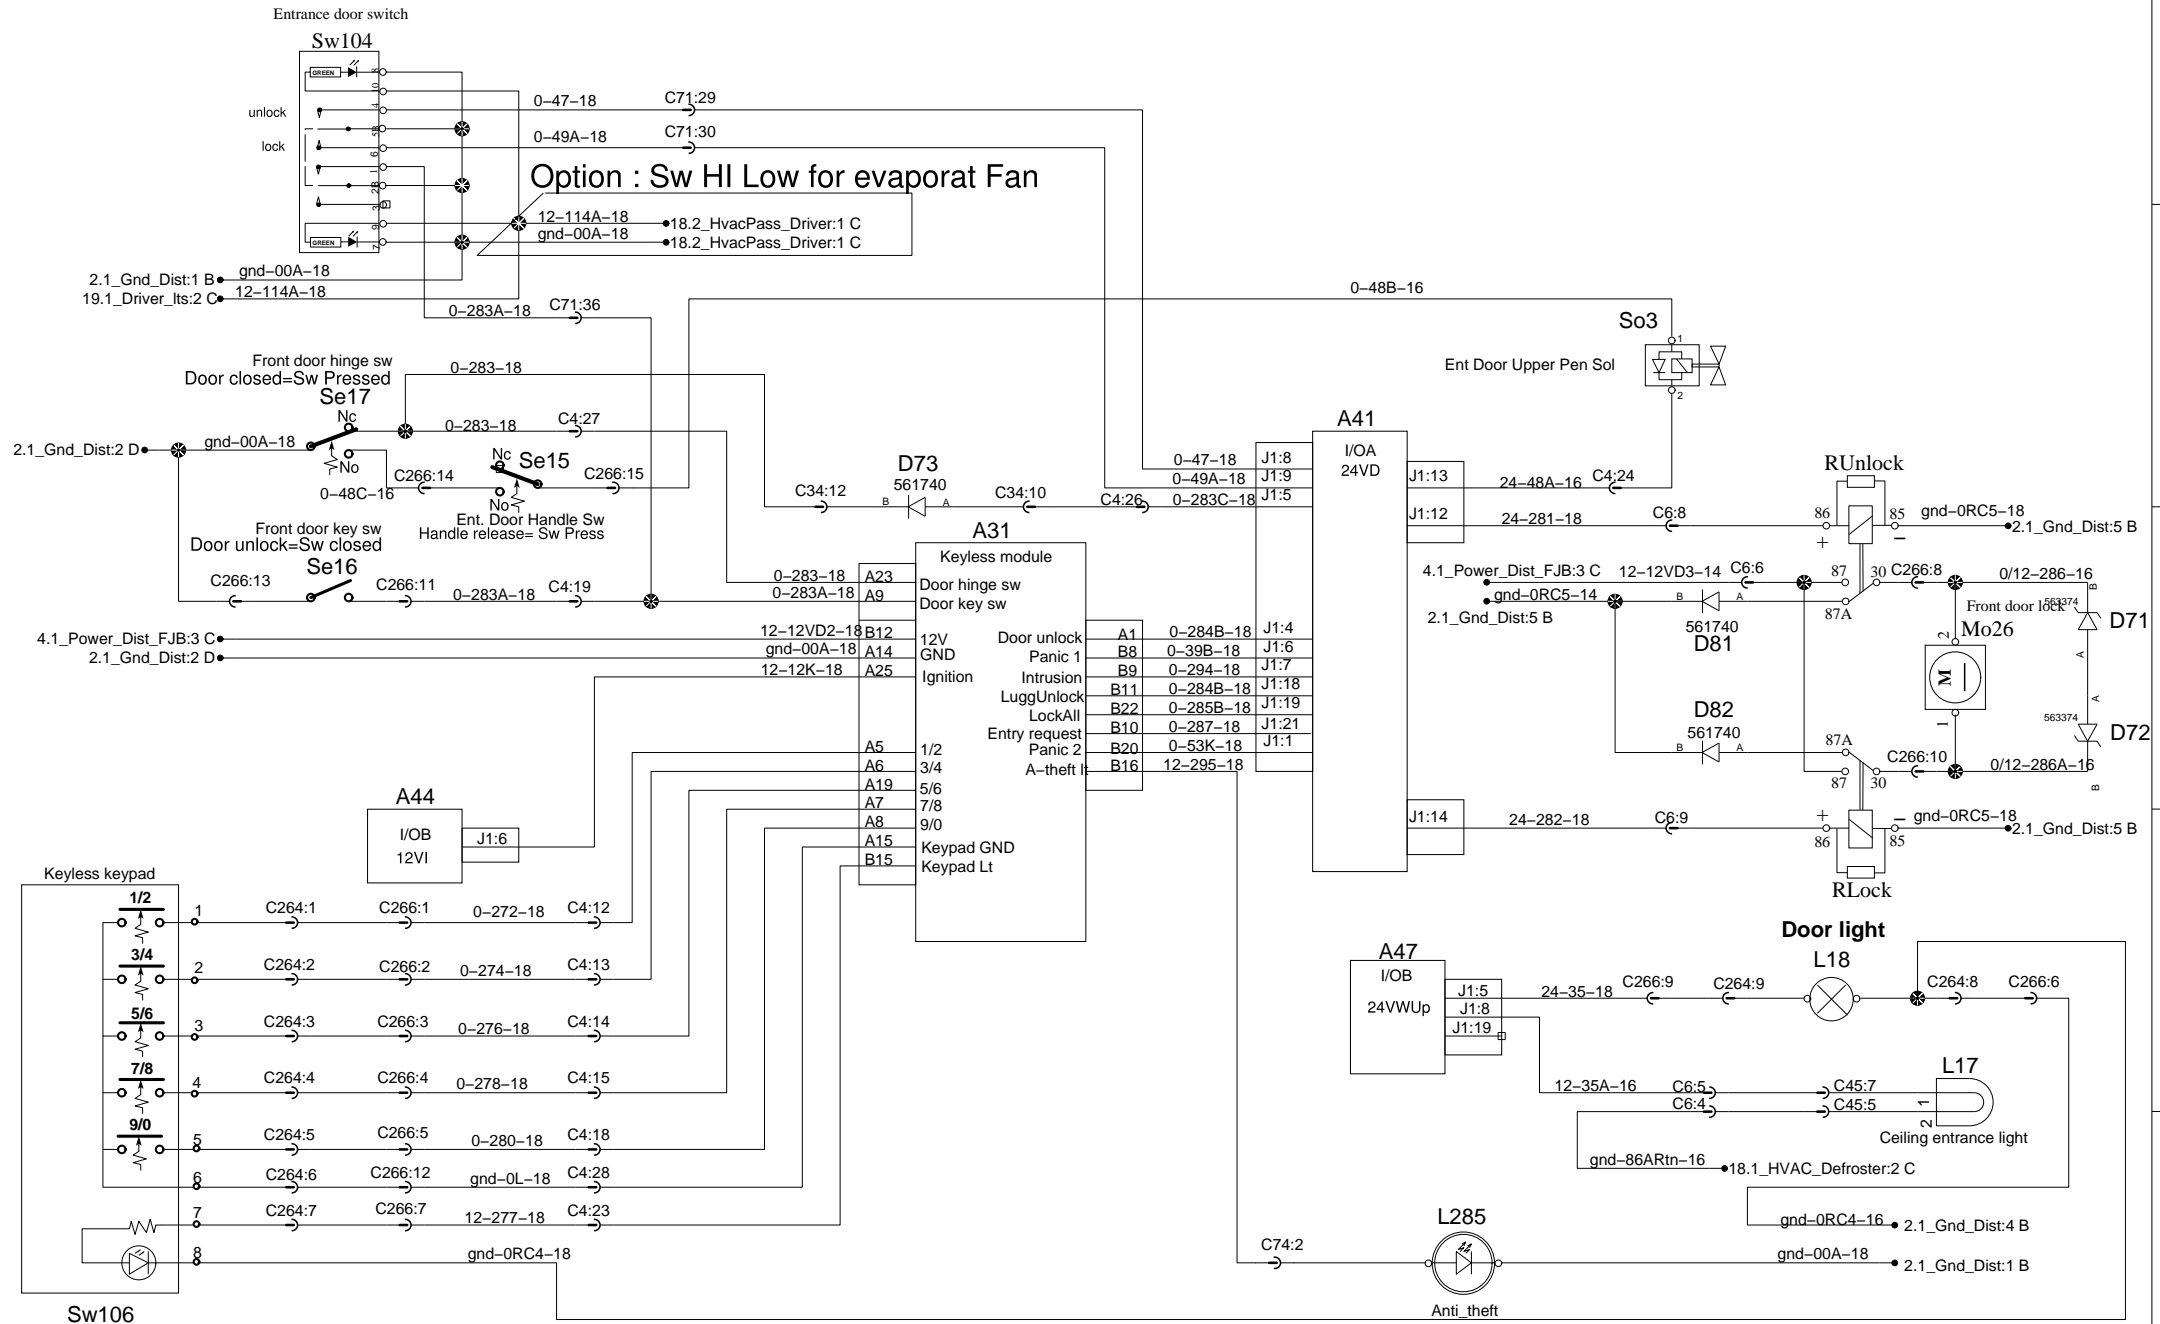 Entrance door switch
Sw104
GREEN
8
10
unlock
4
5B
lock
6
1
2B
3
9
GREEN
7
0–47–18
C71:29
0–49A–18
C71:30
Option : Sw HI Low for evaporat Fan
12–114A–18
18.2_HvacPass_Driver:1 C
gnd–00A–18
18.2_HvacPass_Driver:1 C
2.1_Gnd_Dist:1 B
gnd–00A–18
19.1_Driver_lts:2 C
12–114A–18
0–283A–18
C71:36
0–48B–16
So3
1
Ent Door Upper Pen Sol
2
Front door hinge sw
Door closed=Sw Pressed
Se17
Nc
No
0–283–18
0–283–18
C4:27
2.1_Gnd_Dist:2 D
gnd–00A–18
0–48C–16
C266:14
Nc
Se15
No
C266:15
Ent. Door Handle Sw
Handle release= Sw Press
Front door key sw
Door unlock=Sw closed
Se16
C266:13
C266:11
0–283A–18
C4:19
D73
561740
C34:12
B
A
C34:10
C4:26
0–283C–18
A41
I/OA
24VD
0–47–18
J1:8
0–49A–18
J1:9
J1:5
J1:13
24–48A–16
C4:24
J1:12
24–281–18
C6:8
RUnlock
86
85
+
–
gnd–0RC5–18
2.1_Gnd_Dist:5 B
4.1_Power_Dist_FJB:3 C
12–12VD3–14
C6:6
87
30
C266:8
0/12–286–16
gnd–0RC5–14
2.1_Gnd_Dist:5 B
B
A
561740
D81
87A
Front door lock
563374
B
D71
A
Mo26
2
M
1
D82
561740
B
A
87A
87
30
C266:10
0/12–286A–16
A
563374
D72
B
J1:14
24–282–18
C6:9
+
86
–
85
gnd–0RC5–18
2.1_Gnd_Dist:5 B
RLock
A31
Keyless module
0–283–18
A23
Door hinge sw
0–283A–18
A9
Door key sw
4.1_Power_Dist_FJB:3 C
12–12VD2–18
B12
12V
2.1_Gnd_Dist:2 D
gnd–00A–18
A14
GND
12–12K–18
A25
Ignition
Door unlock
A1
0–284B–18
J1:4
Panic 1
B8
0–39B–18
J1:6
Intrusion
B9
0–294–18
J1:7
LuggUnlock
B11
0–284B–18
J1:18
LockAll
B22
0–285B–18
J1:19
Entry request
B10
0–287–18
J1:21
Panic 2
B20
0–53K–18
J1:1
A–theft lt
B16
12–295–18
A5
1/2
A6
3/4
A19
5/6
A7
7/8
A8
9/0
A15
Keypad GND
B15
Keypad Lt
A44
I/OB
12VI
J1:6
Keyless keypad
1/2
1
C264:1
C266:1
0–272–18
C4:12
3/4
2
C264:2
C266:2
0–274–18
C4:13
5/6
3
C264:3
C266:3
0–276–18
C4:14
7/8
4
C264:4
C266:4
0–278–18
C4:15
9/0
5
C264:5
C266:5
0–280–18
C4:18
6
C264:6
C266:12
gnd–0L–18
C4:28
7
C264:7
C266:7
12–277–18
C4:23
8
gnd–0RC4–18
Sw106
A47
I/OB
24VWUp
J1:5
J1:8
J1:19
Door light
L18
24–35–18
C266:9
C264:9
C264:8
C266:6
L17
12–35A–16
C6:5
C45:7
C6:4
C45:5
1
2
Ceiling entrance light
gnd–86ARtn–16
18.1_HVAC_Defroster:2 C
gnd–0RC4–16
2.1_Gnd_Dist:4 B
L285
C74:2
gnd–00A–18
2.1_Gnd_Dist:1 B
Anti_theft